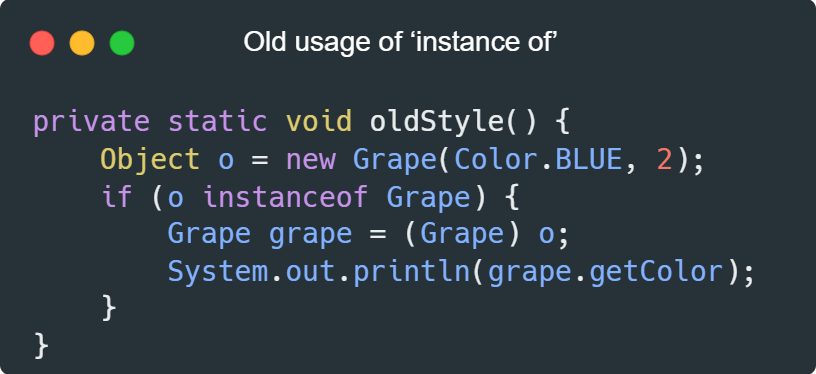 Old usage of ‘instance of’
private static void oldStyle() {
    Object o = new Grape(Color.BLUE, 2);
    if (o instanceof Grape) {
        Grape grape = (Grape) o;
        System.out.println(grape.getColor);
    }
}